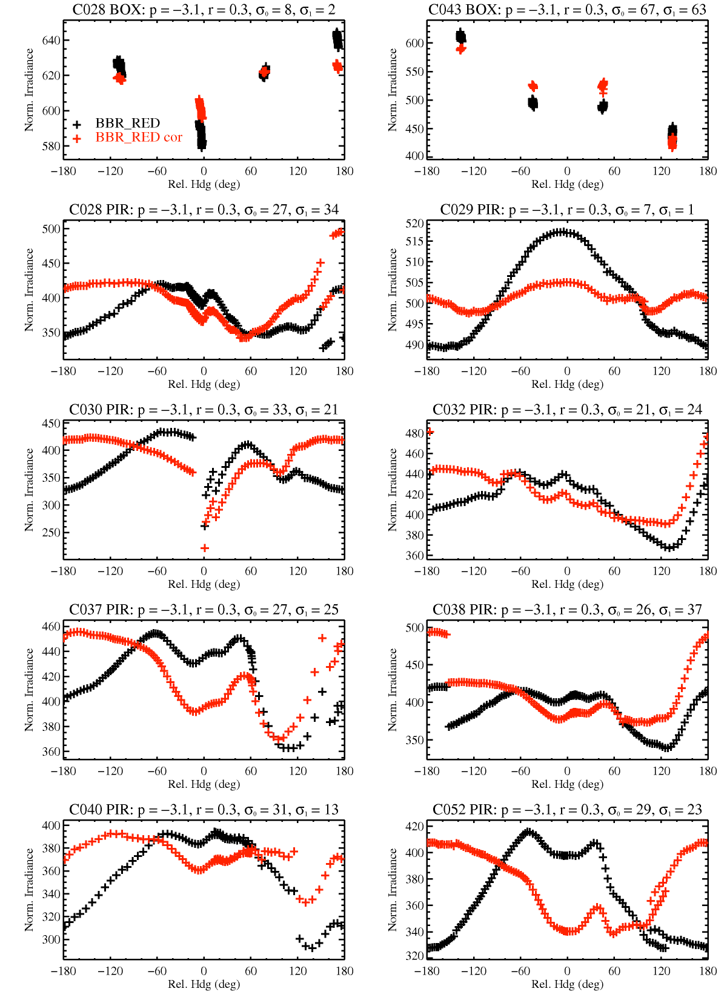 C028 BOX: p = −3.1, r = 0.3, σ₀ = 8, σ₁ = 2
Norm. Irradiance
640
620
600
580
BBR_RED
BBR_RED cor
−180 −120 −60 0 60 120 180
Rel. Hdg (deg)
C043 BOX: p = −3.1, r = 0.3, σ₀ = 67, σ₁ = 63
Norm. Irradiance
600
550
500
450
400
−180 −120 −60 0 60 120 180
Rel. Hdg (deg)
C028 PIR: p = −3.1, r = 0.3, σ₀ = 27, σ₁ = 34
Norm. Irradiance
500
450
400
350
−180 −120 −60 0 60 120 180
Rel. Hdg (deg)
C029 PIR: p = −3.1, r = 0.3, σ₀ = 7, σ₁ = 1
Norm. Irradiance
520
515
510
505
500
495
490
−180 −120 −60 0 60 120 180
Rel. Hdg (deg)
C030 PIR: p = −3.1, r = 0.3, σ₀ = 33, σ₁ = 21
Norm. Irradiance
450
400
350
300
250
−180 −120 −60 0 60 120 180
Rel. Hdg (deg)
C032 PIR: p = −3.1, r = 0.3, σ₀ = 21, σ₁ = 24
Norm. Irradiance
480
460
440
420
400
380
360
−180 −120 −60 0 60 120 180
Rel. Hdg (deg)
C037 PIR: p = −3.1, r = 0.3, σ₀ = 27, σ₁ = 25
Norm. Irradiance
460
440
420
400
380
360
−180 −120 −60 0 60 120 180
Rel. Hdg (deg)
C038 PIR: p = −3.1, r = 0.3, σ₀ = 26, σ₁ = 37
Norm. Irradiance
500
450
400
350
−180 −120 −60 0 60 120 180
Rel. Hdg (deg)
C040 PIR: p = −3.1, r = 0.3, σ₀ = 31, σ₁ = 13
Norm. Irradiance
400
380
360
340
320
300
−180 −120 −60 0 60 120 180
Rel. Hdg (deg)
C052 PIR: p = −3.1, r = 0.3, σ₀ = 29, σ₁ = 23
Norm. Irradiance
420
400
380
360
340
320
−180 −120 −60 0 60 120 180
Rel. Hdg (deg)